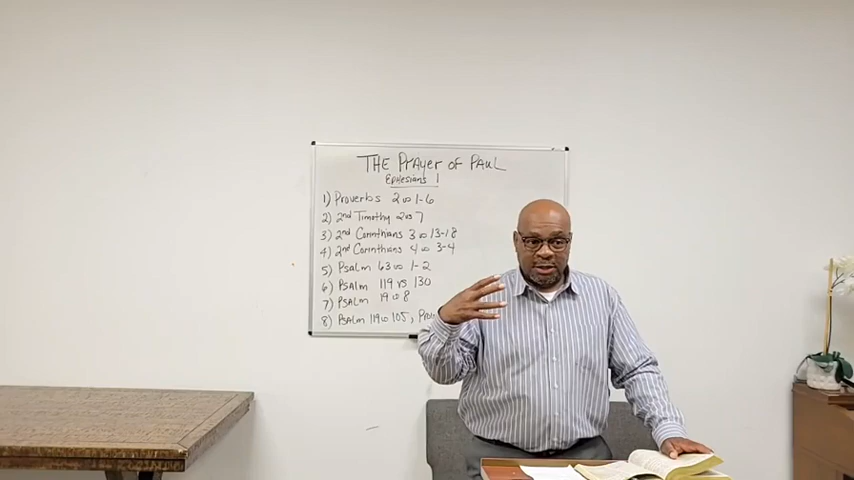 THE PrAyer of PAUL
Ephesians 1
1) Proverbs 2 vs 1-6
2) 2nd Timothy 2 vs 7
3) 2nd Corinthians 3 vs 13-18
4) 2nd Corinthians 4 vs 3-4
5) Psalm 63 vs 1-2
6) Psalm 119 vs 130
7) Psalm 19 vs 8
8) Psalm 119 vs 105,